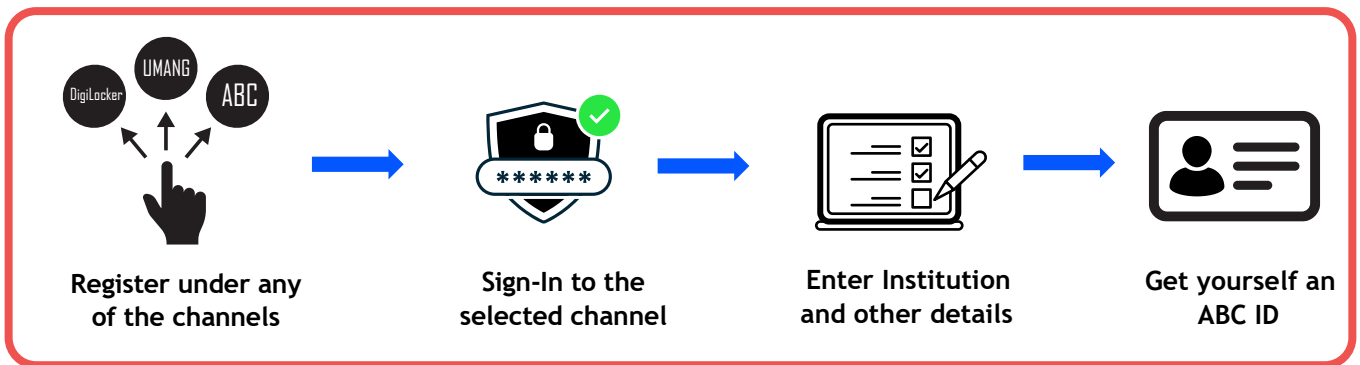 DigiLocker
UMANG
ABC
******
Register under any
of the channels
Sign-In to the
selected channel
Enter Institution
and other details
Get yourself an
ABC ID